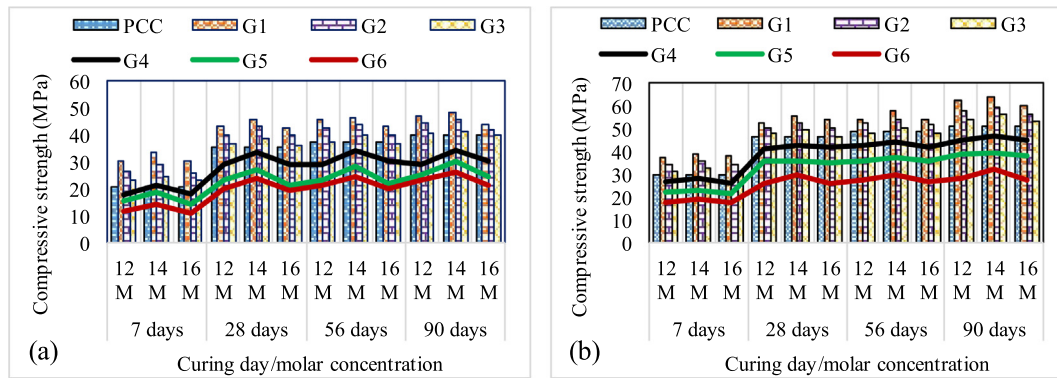 PCC G1 G2 G3
G4 G5 G6
Compressive strength (MPa)
60
50
40
30
20
10
0
12 M 14 M 16 M 12 M 14 M 16 M 12 M 14 M 16 M 12 M 14 M 16 M
7 days 28 days 56 days 90 days
(a)
Curing day/molar concentration
PCC G1 G2 G3
G4 G5 G6
Compressive strength (MPa)
70
60
50
40
30
20
10
0
12 M 14 M 16 M 12 M 14 M 16 M 12 M 14 M 16 M 12 M 14 M 16 M
7 days 28 days 56 days 90 days
(b)
Curing day/molar concentration